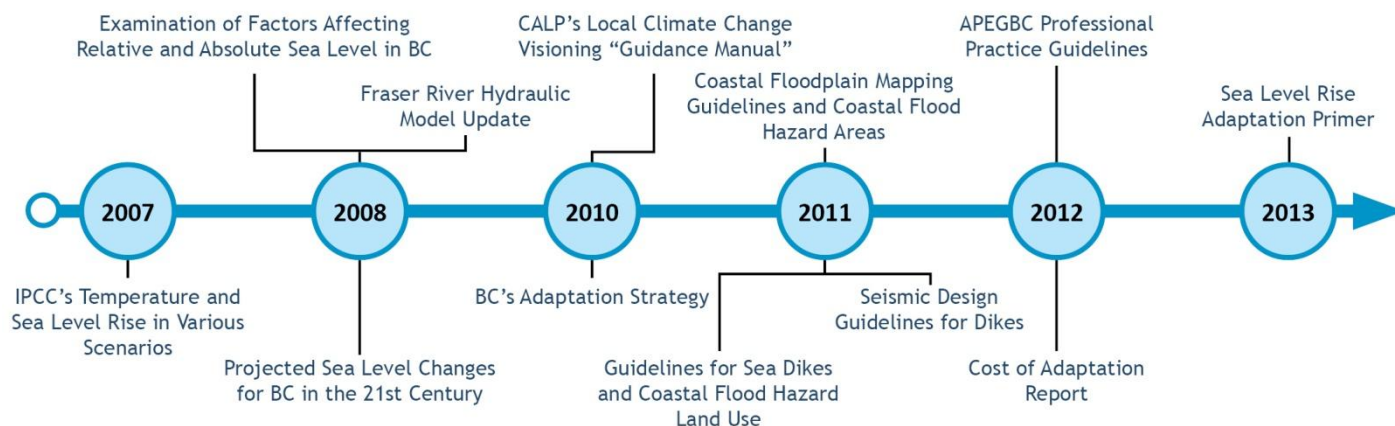 Examination of Factors Affecting
Relative and Absolute Sea Level in BC
Fraser River Hydraulic
Model Update
CALP’s Local Climate Change
Visioning “Guidance Manual”
Coastal Floodplain Mapping
Guidelines and Coastal Flood
Hazard Areas
APEGBC Professional
Practice Guidelines
Sea Level Rise
Adaptation Primer
2007
2008
2010
2011
2012
2013
IPCC’s Temperature and
Sea Level Rise in Various
Scenarios
Projected Sea Level Changes
for BC in the 21st Century
BC’s Adaptation Strategy
Guidelines for Sea Dikes
and Coastal Flood Hazard
Land Use
Seismic Design
Guidelines for Dikes
Cost of Adaptation
Report